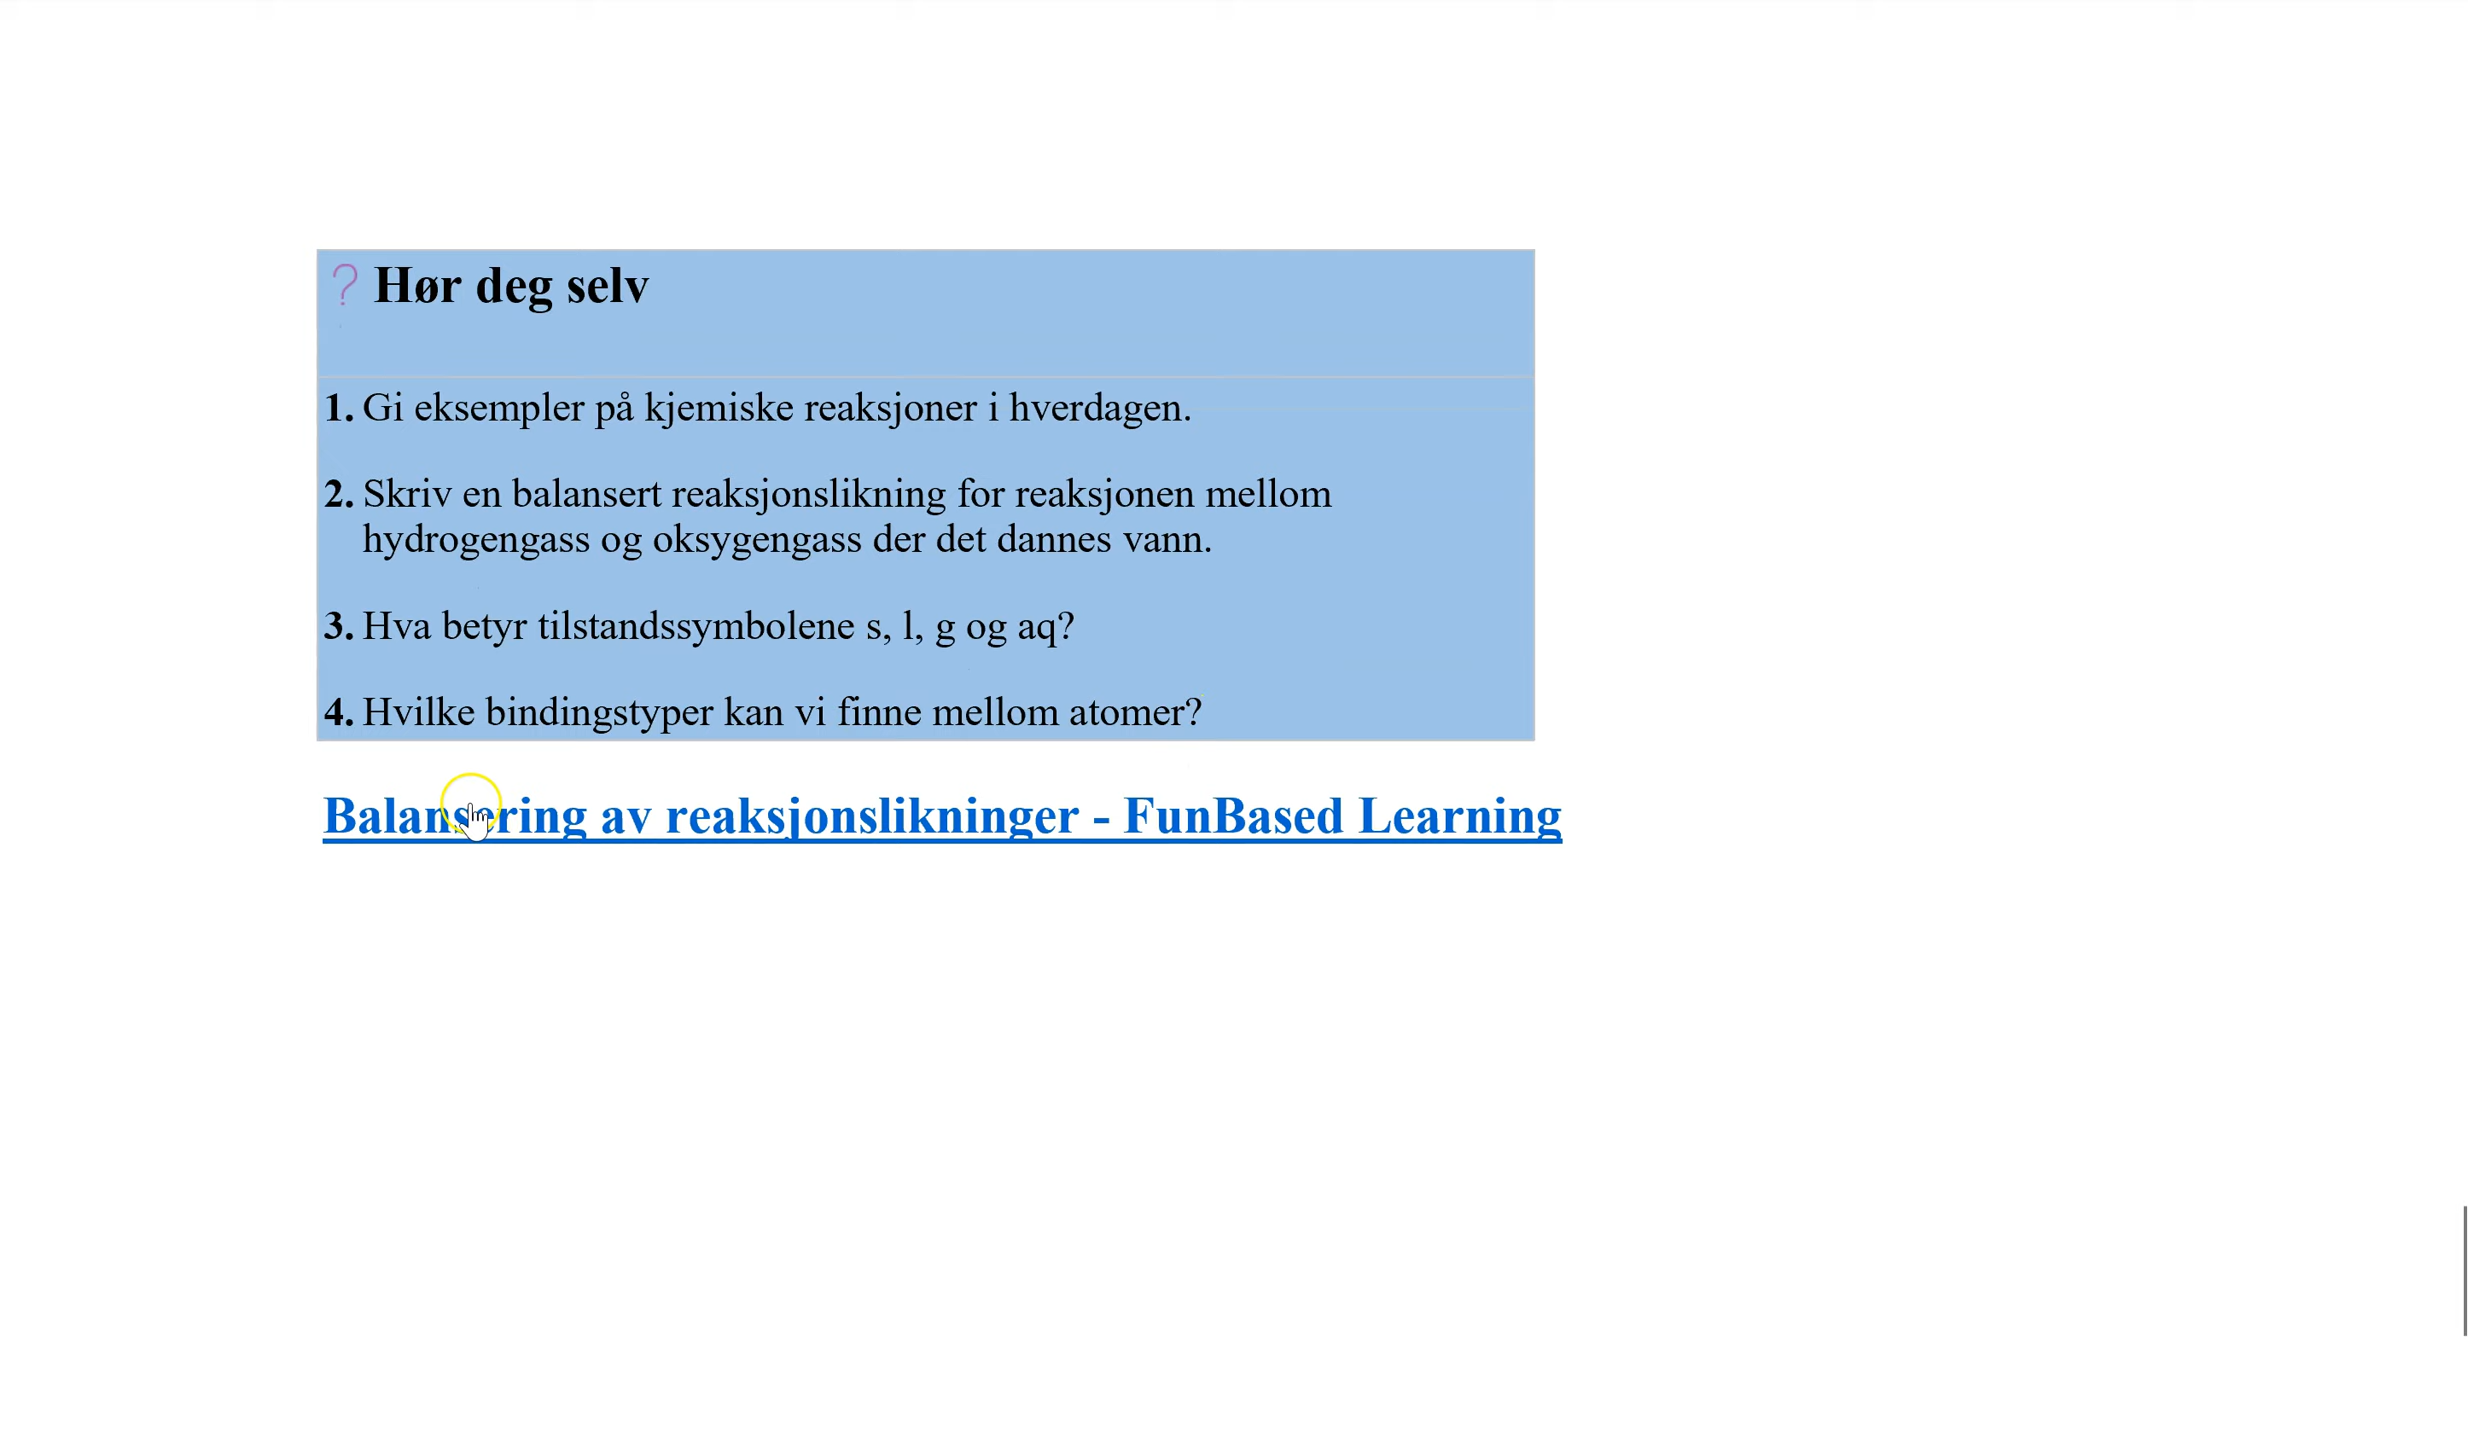 ? Hør deg selv
1. Gi eksempler på kjemiske reaksjoner i hverdagen.
2. Skriv en balansert reaksjonslikning for reaksjonen mellom
hydrogengass og oksygengass der det dannes vann.
3. Hva betyr tilstandssymbolene s, l, g og aq?
4. Hvilke bindingstyper kan vi finne mellom atomer?
Balansering av reaksjonslikninger - FunBased Learning